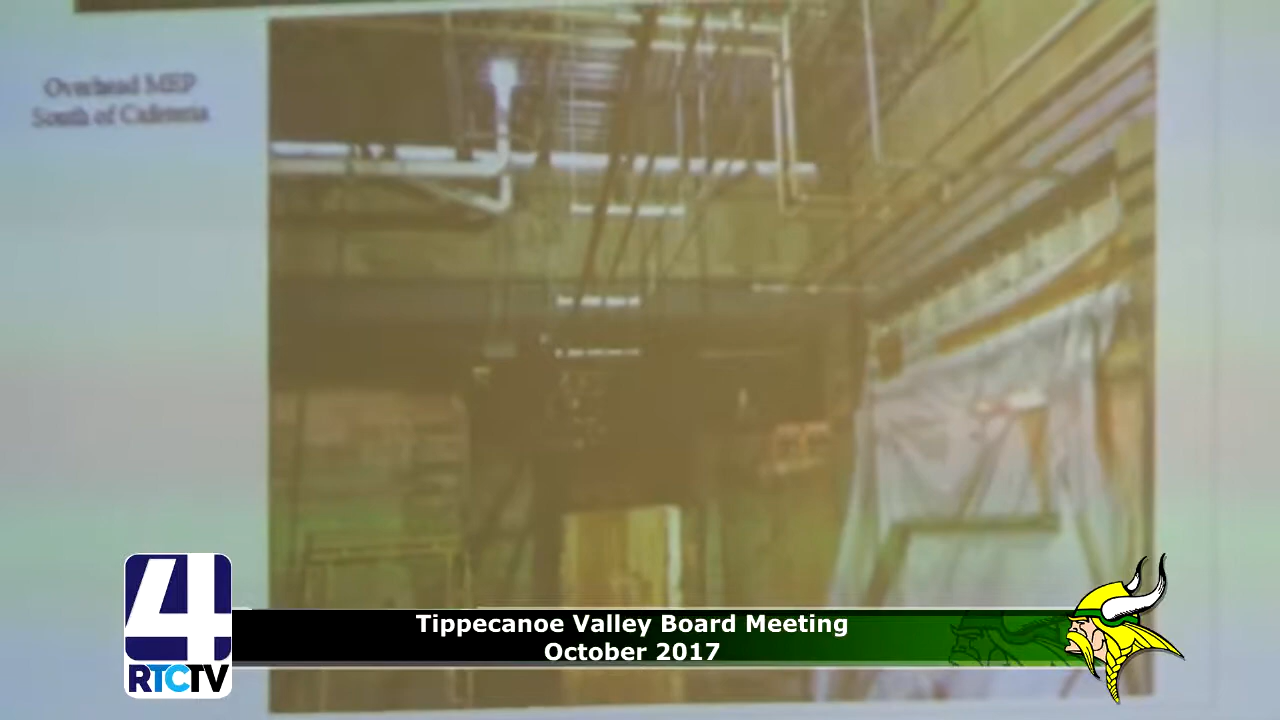 Overhead MEP
South of Cafeteria
4
RTCTV
Tippecanoe Valley Board Meeting
October 2017